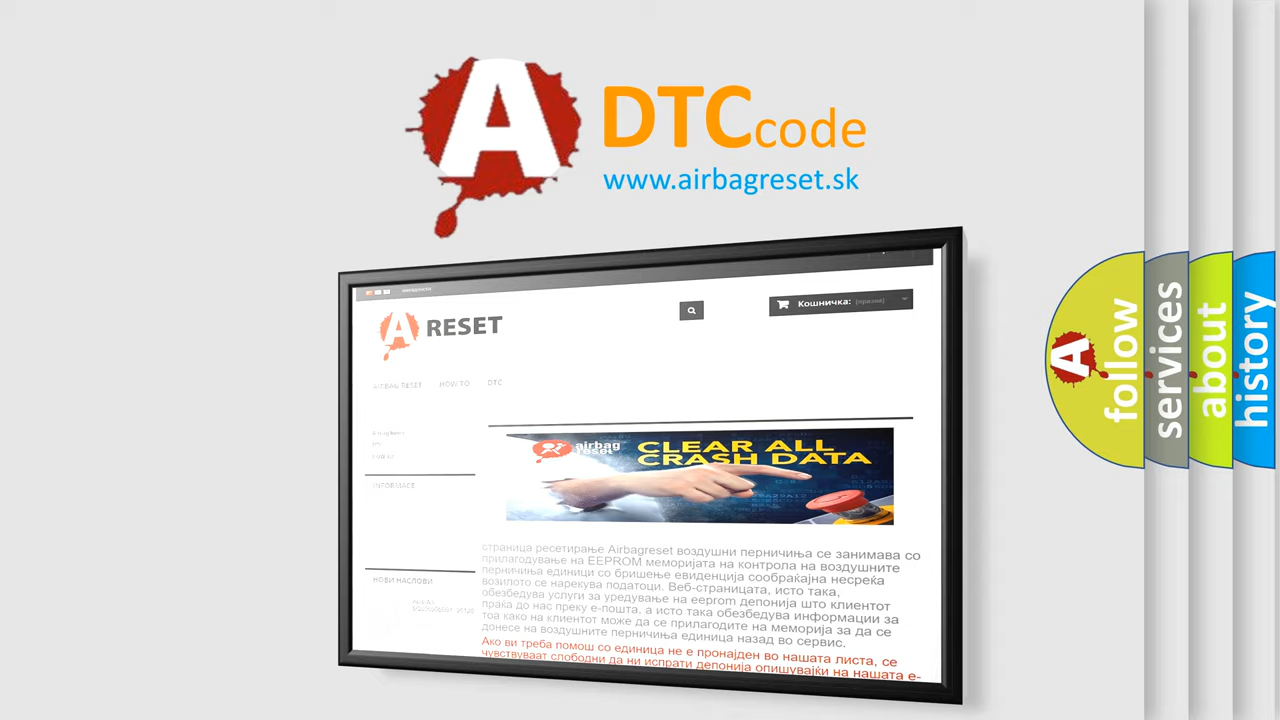 A
DTCcode
www.airbagreset.sk
A RESET
Кошничка: (празни)
AIRBAG RESET HOW TO DTC
INFORMACE
НОВИ НАСЛОВИ
airbag
reset
CLEAR ALL
CRASH DATA
страница ресетирање Airbagreset воздушни перничиња се занимава со
прилагодување на EEPROM меморијата на контрола на воздушните
перничиња единици со бришење евиденција сообраќајна несреќа
возилото се нарекува податоци. Веб-страницата, исто така,
обезбедува услуги за уредување на eeprom депонија што клиентот
праќа до нас преку е-пошта, а исто така обезбедува информации за
тоа како на клиентот може да се прилагодите на меморија за да се
донесе на воздушните перничиња единица назад во сервис.
Ако ви треба помош со единица не е пронајден во нашата листа, се
чувствуваат слободни да ни испрати депонија опишувајќи на нашата е-
A
follow
services
about
history